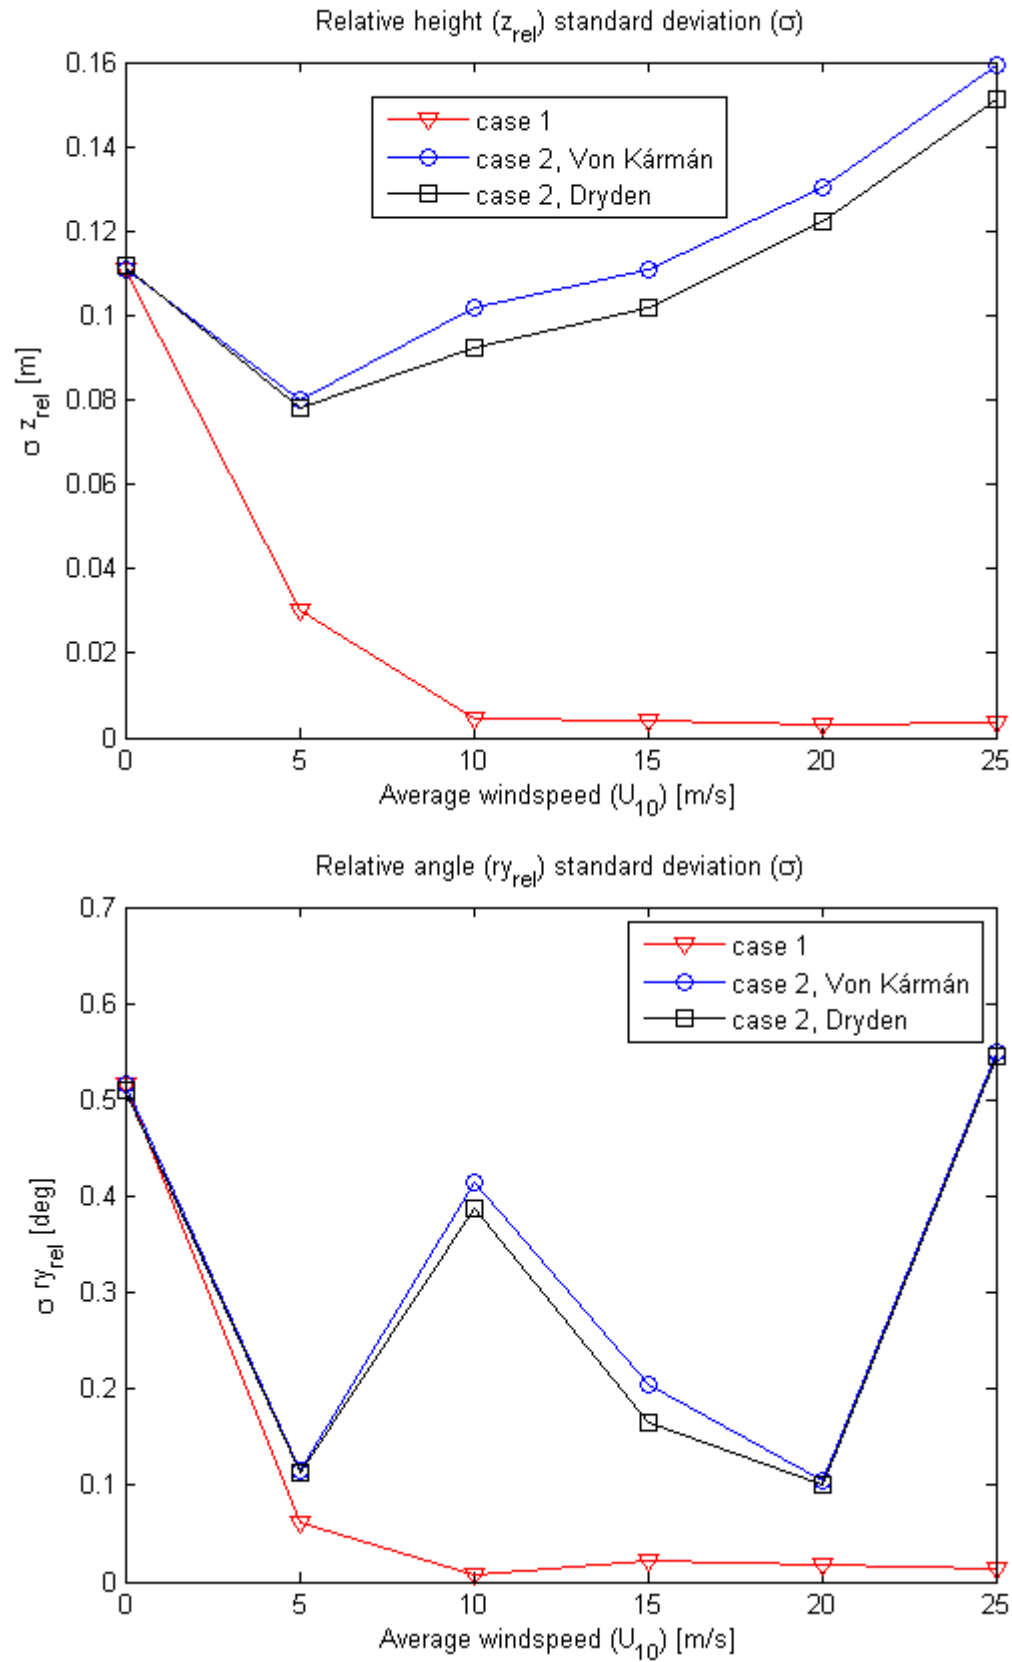 Relative height (z_rel) standard deviation (σ)
0.16
0.14
0.12
0.1
0.08
0.06
0.04
0.02
0
σ z_rel [m]
case 1
case 2, Von Kármán
case 2, Dryden
0 5 10 15 20 25
Average windspeed (U_10) [m/s]
Relative angle (ry_rel) standard deviation (σ)
0.7
0.6
0.5
0.4
0.3
0.2
0.1
0
σ ry_rel [deg]
case 1
case 2, Von Kármán
case 2, Dryden
0 5 10 15 20 25
Average windspeed (U_10) [m/s]